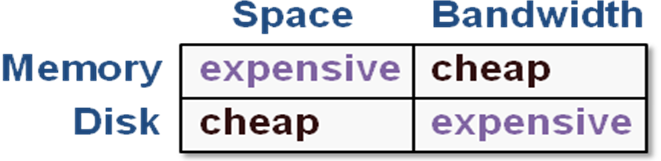 Space Bandwidth
Memory expensive cheap
Disk cheap expensive